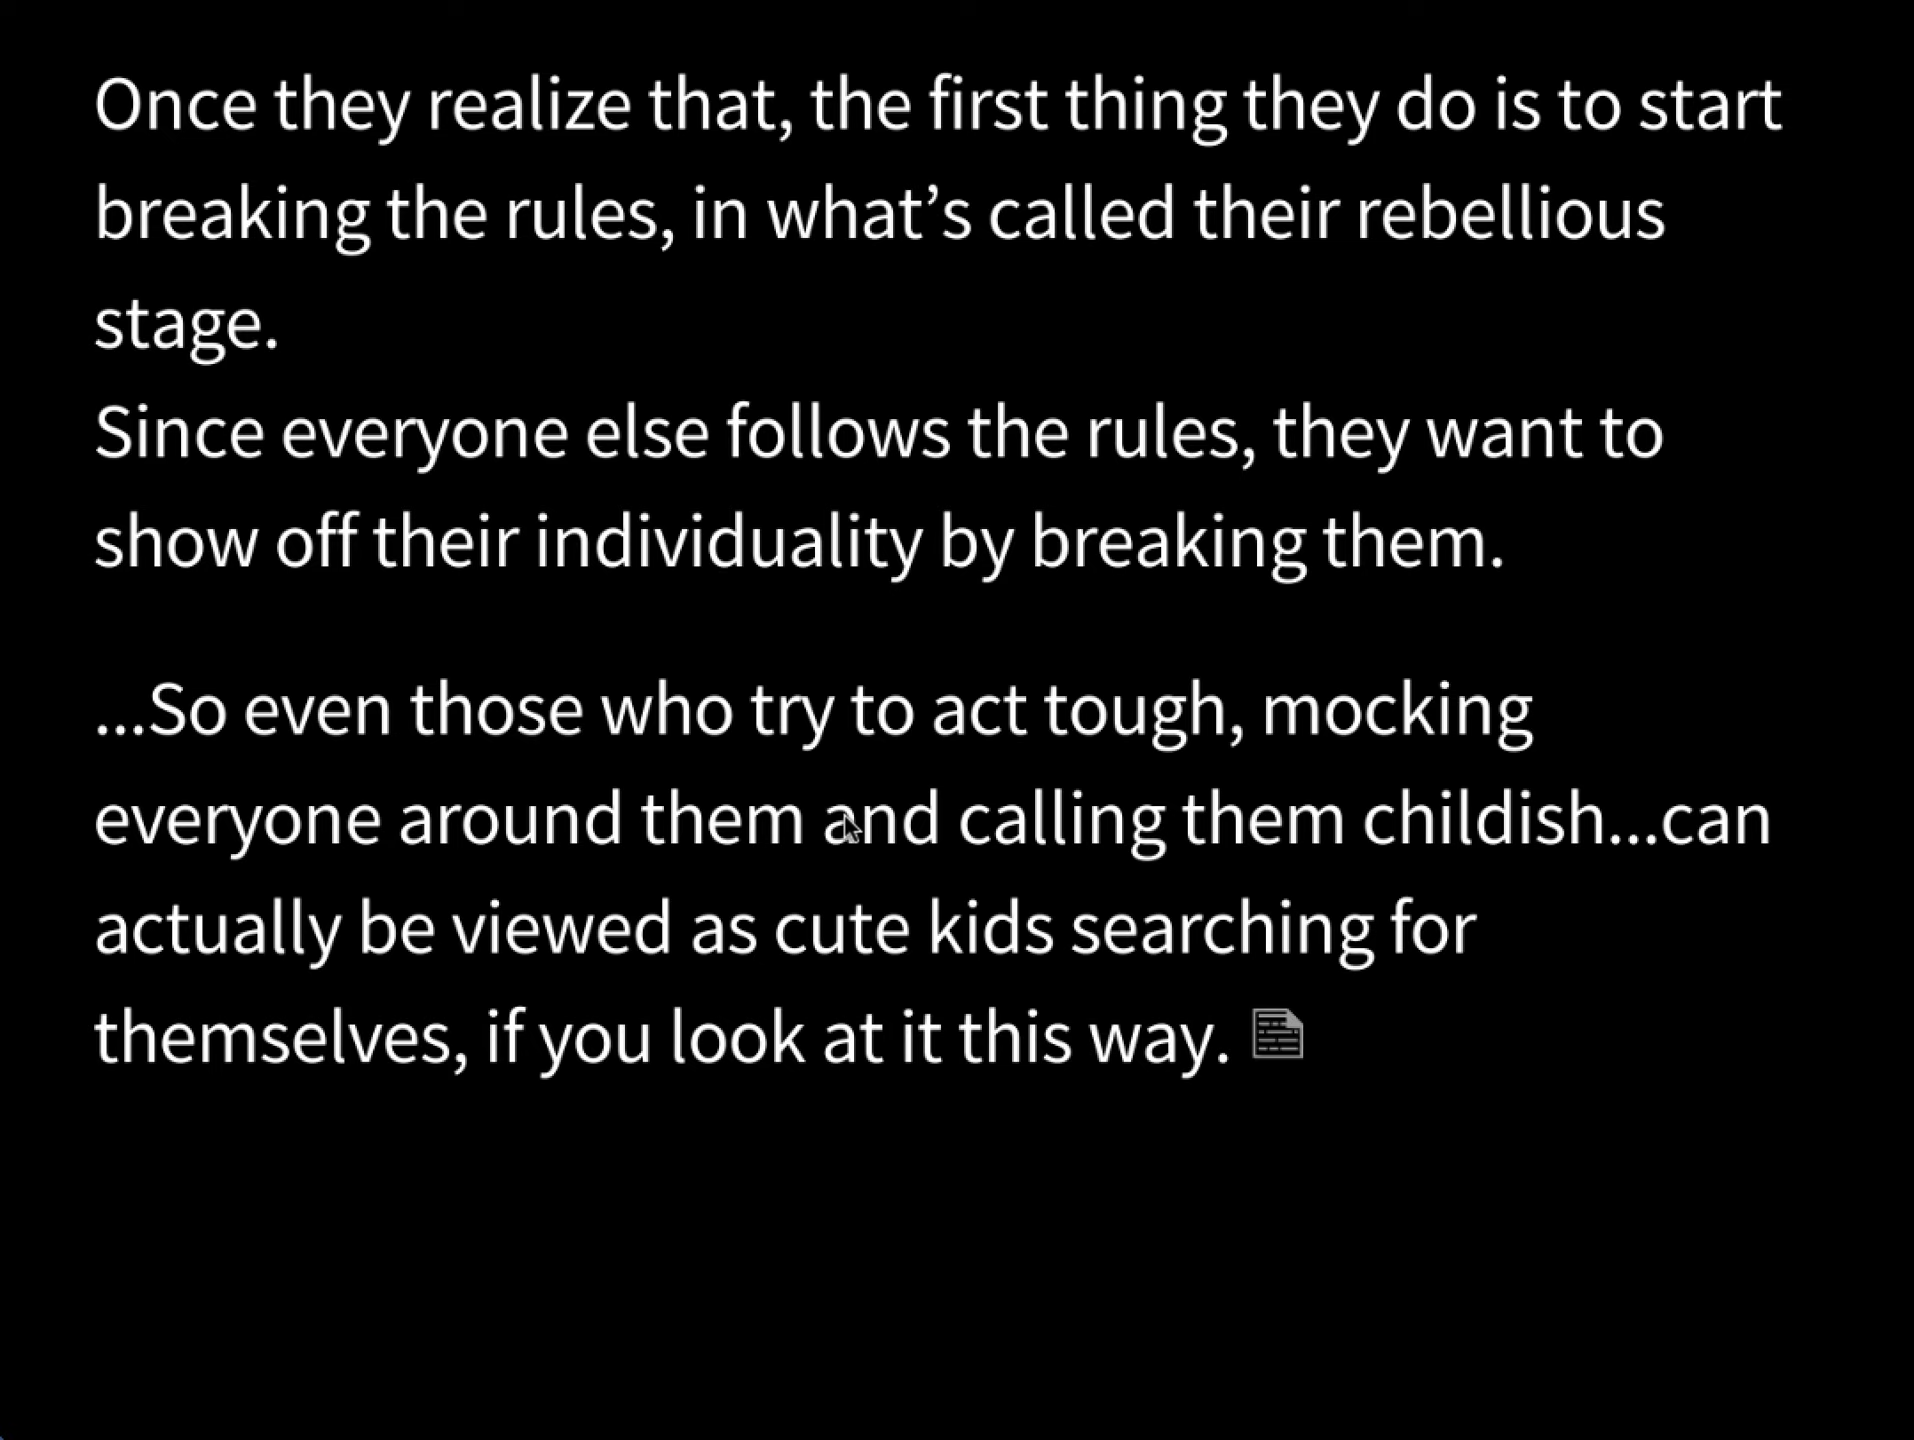 Once they realize that, the first thing they do is to start
breaking the rules, in what’s called their rebellious
stage.
Since everyone else follows the rules, they want to
show off their individuality by breaking them.
...So even those who try to act tough, mocking
everyone around them and calling them childish...can
actually be viewed as cute kids searching for
themselves, if you look at it this way.